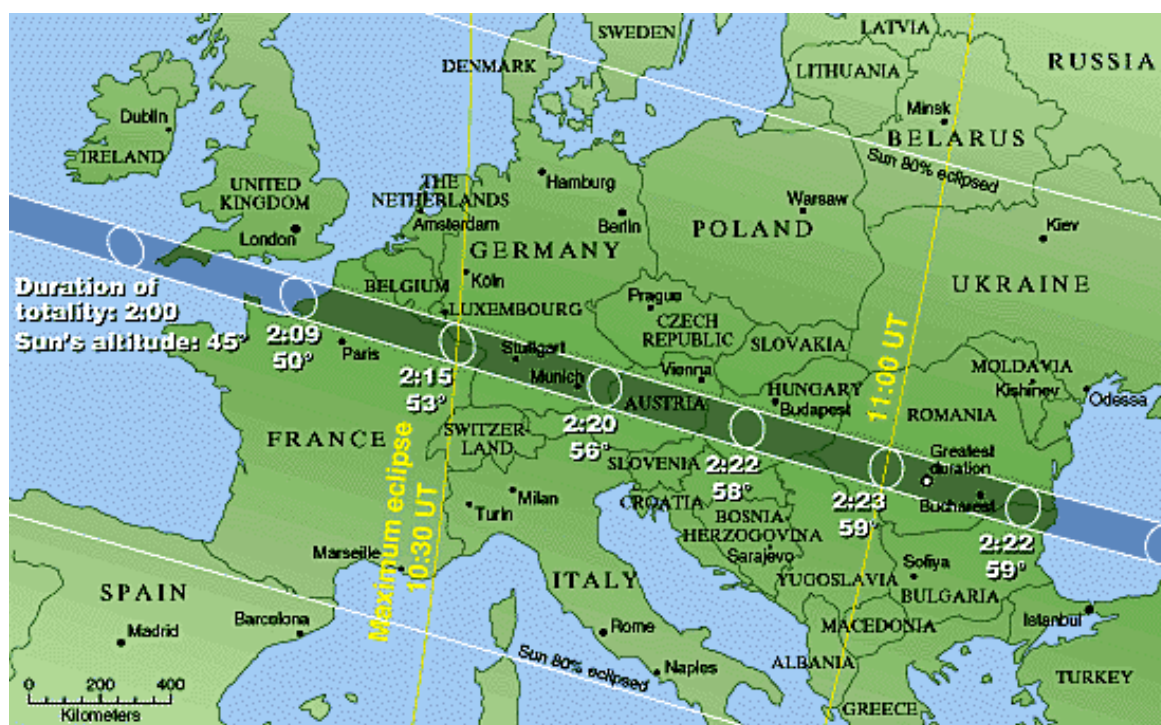 SWEDEN
LATVIA
RUSSIA
DENMARK
LITHUANIA
Minsk
BELARUS
Dublin
IRELAND
Sun 80% eclipsed
UNITED
KINGDOM
London
THE
NETHERLANDS
Amsterdam
Hamburg
Berlin
GERMANY
Warsaw
POLAND
Kiev
UKRAINE
Köln
BELGIUM
LUXEMBOURG
Prague
CZECH
REPUBLIC
SLOVAKIA
Duration of
totality: 2:00
Sun's altitude: 45°
2:09
50°
Paris
Stuttgart
Munich
Vienna
AUSTRIA
HUNGARY
Budapest
11:00 UT
MOLDAVIA
Kishinev
Odessa
ROMANIA
2:15
53°
FRANCE
SWITZER-
LAND
2:20
56°
SLOVENIA
2:22
58°
Greatest
duration
2:23
59°
Bucharest
2:22
59°
CROATIA
Milan
Turin
BOSNIA
HERZOGOVINA
Sarajevo
Maximum eclipse
10:30 UT
Marseille
ITALY
YUGOSLAVIA
Sofiya
BULGARIA
SPAIN
Madrid
Barcelona
Rome
Naples
Sun 80% eclipsed
MACEDONIA
ALBANIA
Istanbul
TURKEY
GREECE
0 200 400
Kilometers